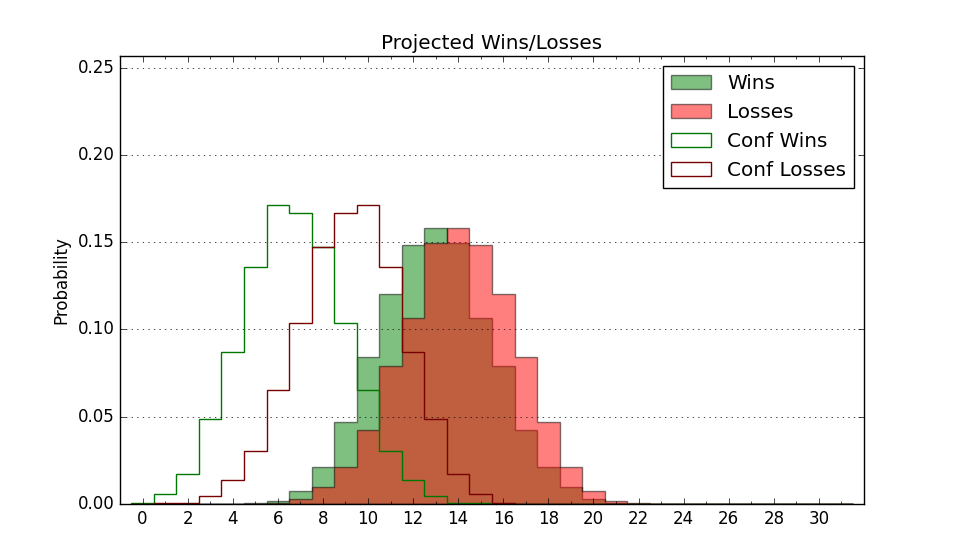 Projected Wins/Losses
0.25
0.20
0.15
0.10
0.05
0.00
Probability
Wins
Losses
Conf Wins
Conf Losses
0 2 4 6 8 10 12 14 16 18 20 22 24 26 28 30